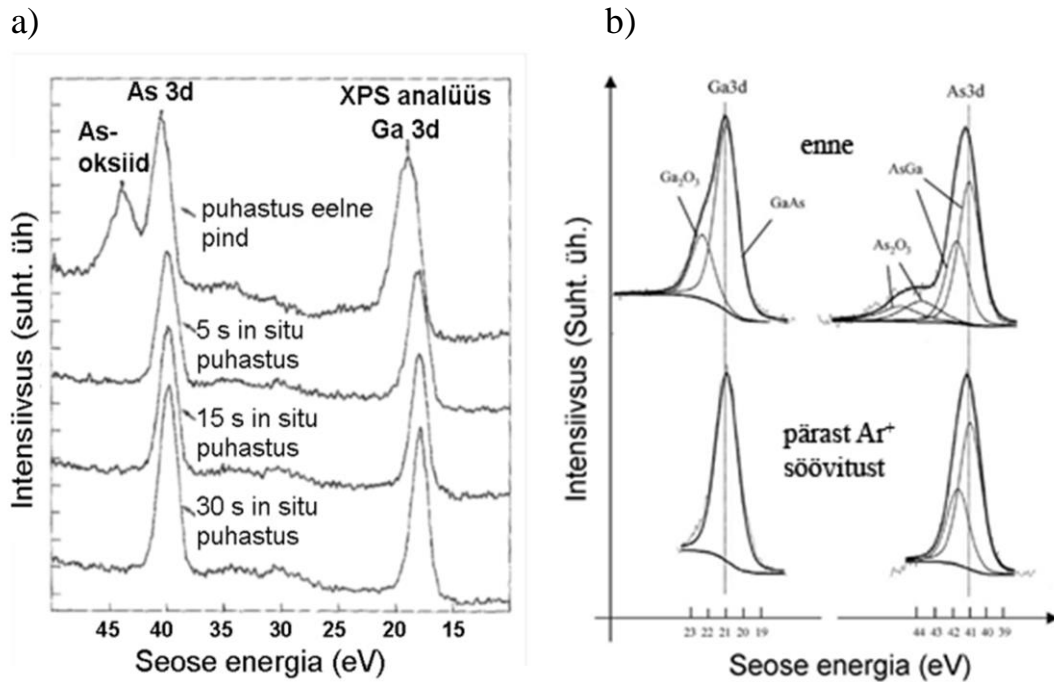 a)
As 3d
XPS analüüs
Ga 3d
As-
oksiid
puhastus eelne
pind
5 s in situ
puhastus
15 s in situ
puhastus
30 s in situ
puhastus
Intensiivsus (suht. üh)
45 40 30 20 15
Seose energia (eV)
b)
Ga3d
As3d
enne
Ga₂O₃
GaAs
AsGa
As₂O₃
pärast Ar⁺
söövitust
Intensiivsus (Suht. üh.)
23 22 21 20 19
44 43 42 41 40 39
Seose energia (eV)